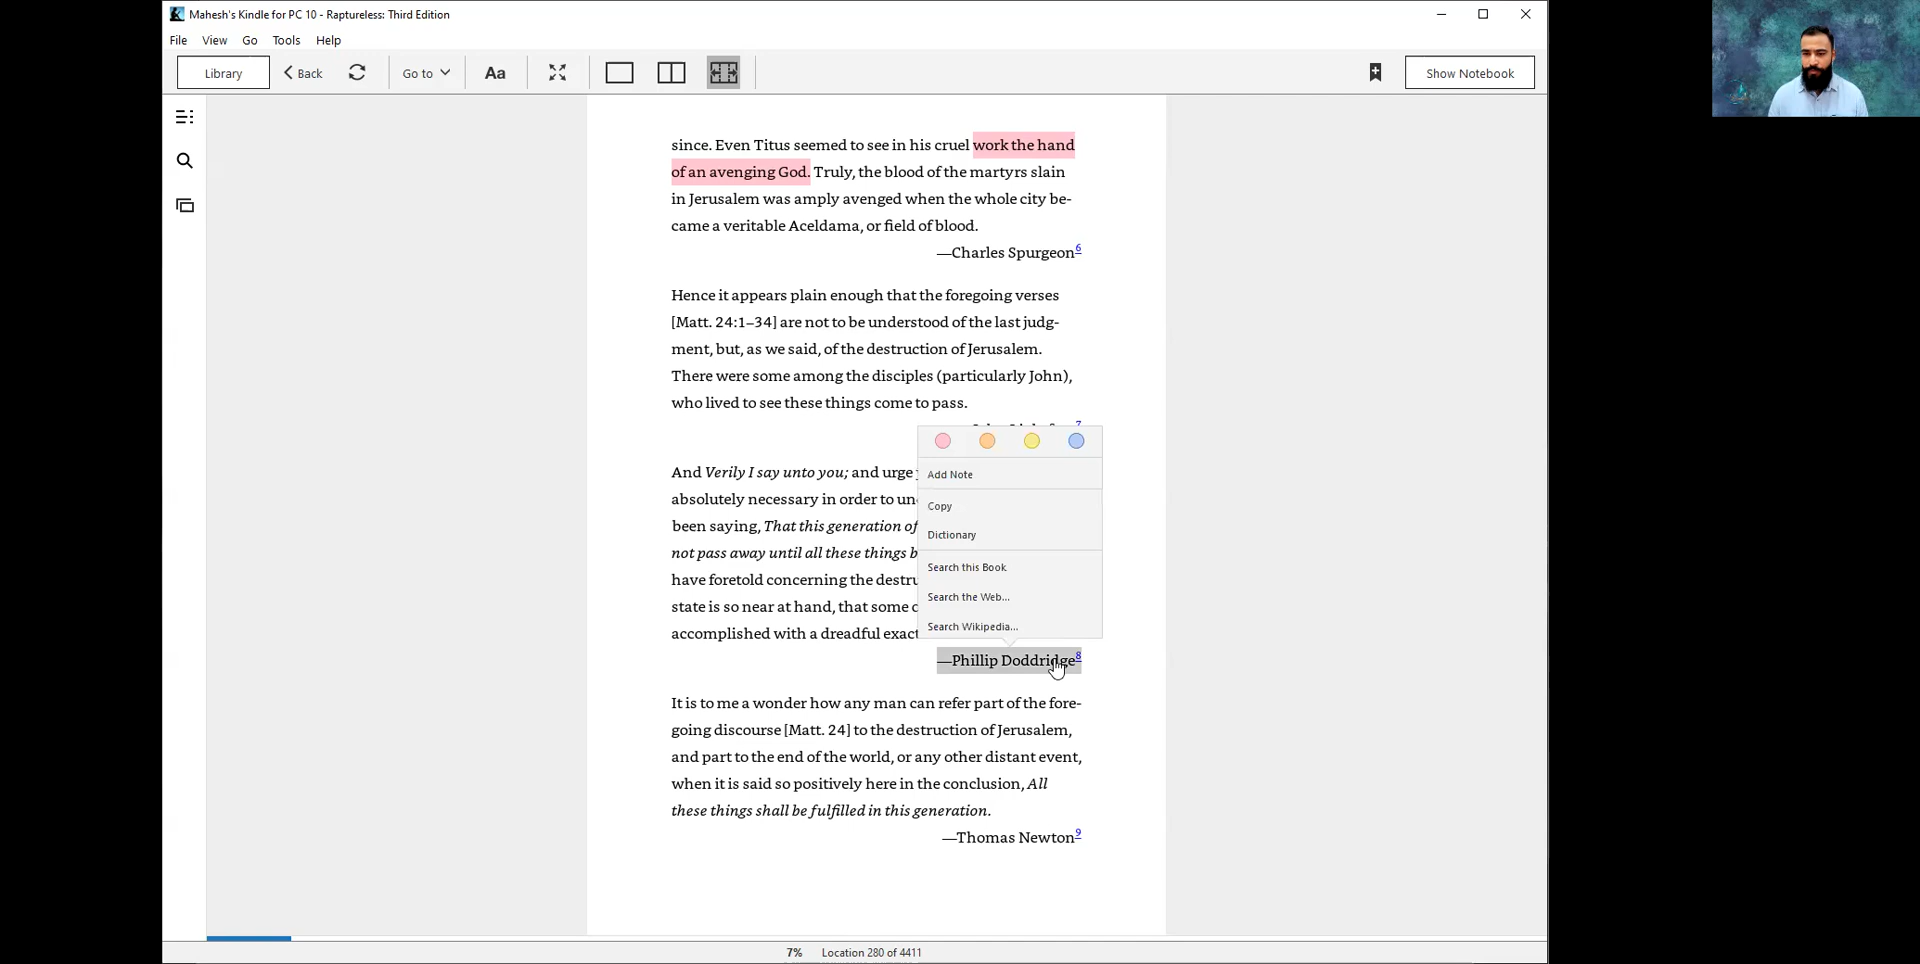 Mahesh's Kindle for PC 10 - Raptureless: Third Edition
File View Go Tools Help
Library Back Go to Aa Show Notebook
since. Even Titus seemed to see in his cruel work the hand
of an avenging God. Truly, the blood of the martyrs slain
in Jerusalem was amply avenged when the whole city be-
came a veritable Aceldama, or field of blood.
—Charles Spurgeon6
Hence it appears plain enough that the foregoing verses
[Matt. 24:1–34] are not to be understood of the last judg-
ment, but, as we said, of the destruction of Jerusalem.
There were some among the disciples (particularly John),
who lived to see these things come to pass.
7
And Verily I say unto you; and urge
absolutely necessary in order to
been saying, That this generation of
not pass away until all these things
have foretold concerning the
state is so near at hand, that some
accomplished with a dreadful
Add Note
Copy
Dictionary
Search this Book
Search the Web...
Search Wikipedia...
—Phillip Doddridge8
It is to me a wonder how any man can refer part of the fore-
going discourse [Matt. 24] to the destruction of Jerusalem,
and part to the end of the world, or any other distant event,
when it is said so positively here in the conclusion, All
these things shall be fulfilled in this generation.
—Thomas Newton9
7% Location 280 of 4411